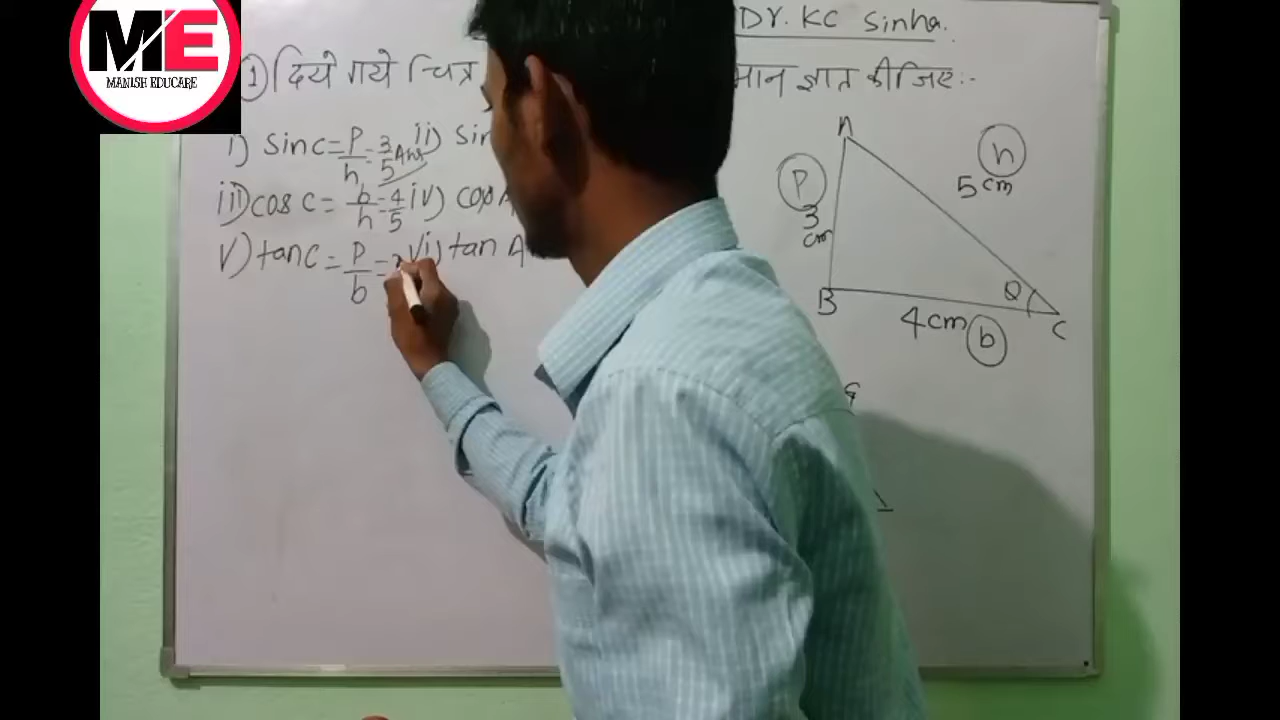 ME
MANISH EDUCARE
Dr. KC Sinha.
1) दिये गये चित्र मान ज्ञात कीजिए:-
i) sinC = P/h = 3/5 Ans ii) sin
iii) cos C = b/h = 4/5 iv) cos A
v) tanC = P/b = vi) tan A
A
h
5 cm
P
3 cm
B
4 cm
b
θ
C